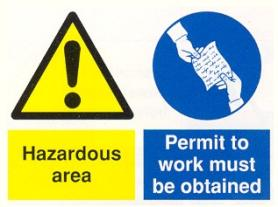 Hazardous
area
Permit to
work must
be obtained